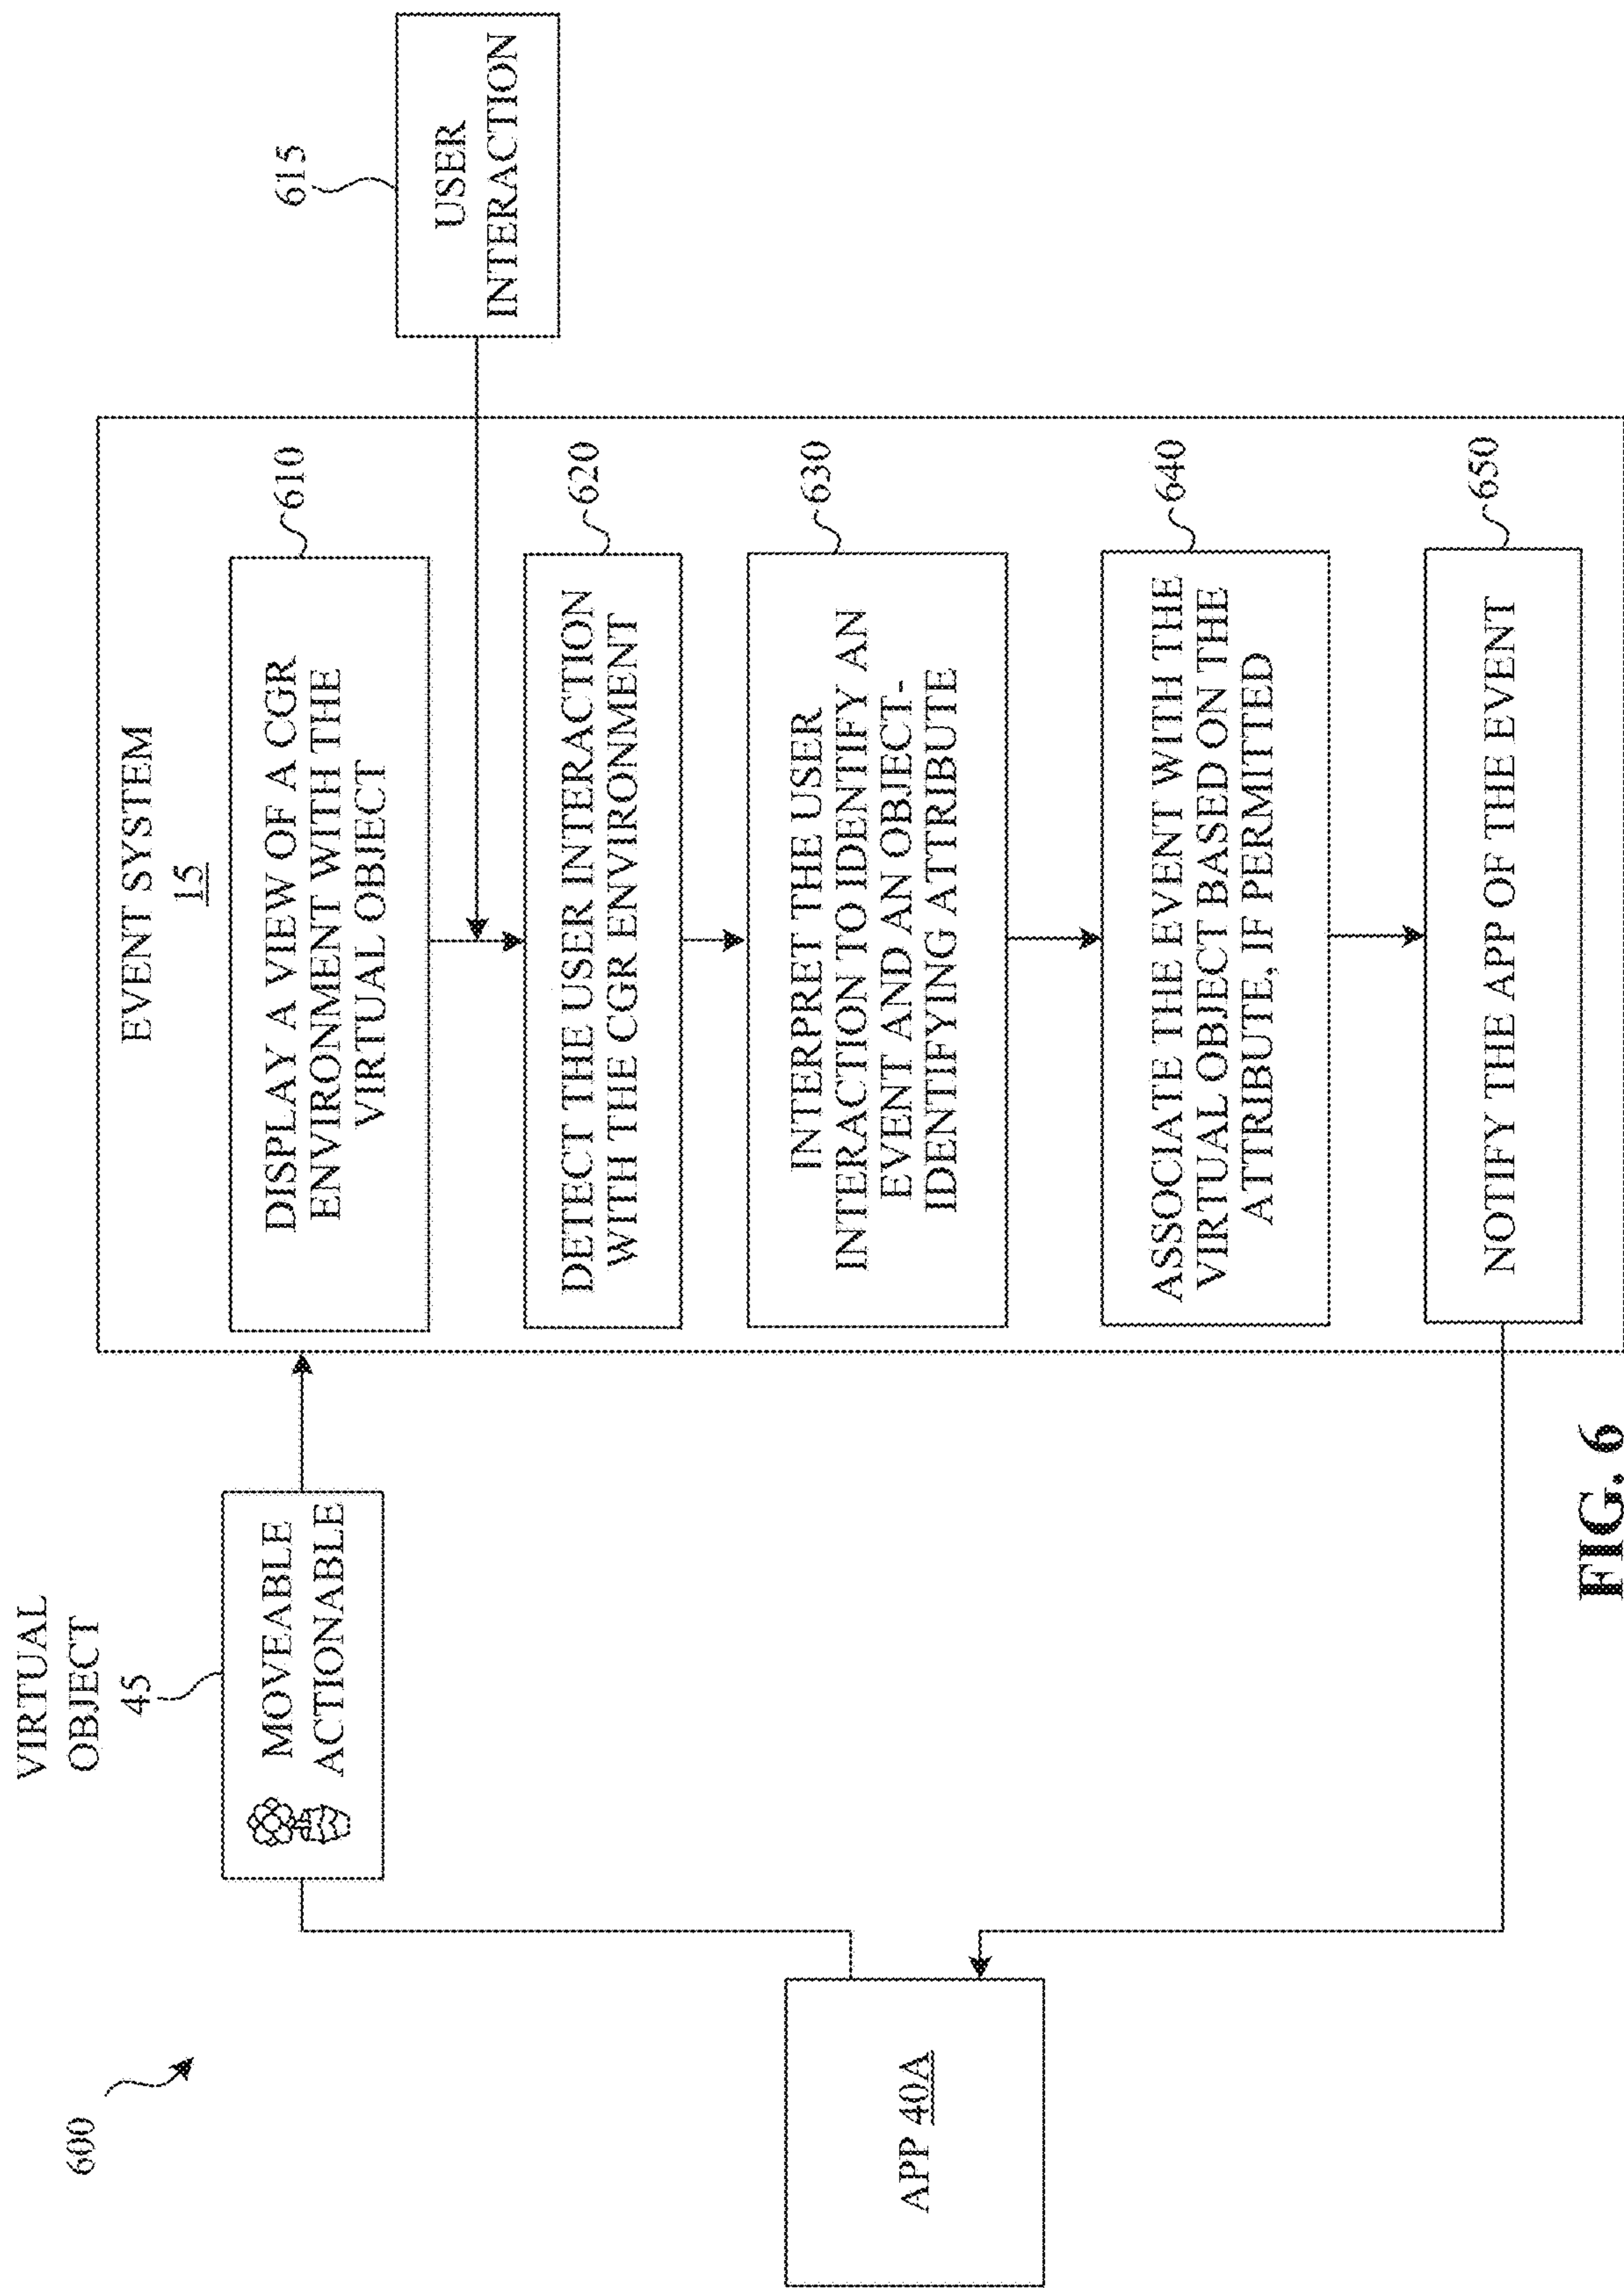 600
VIRTUAL
OBJECT
45
MOVEABLE
ACTIONABLE
APP 40A
EVENT SYSTEM
15
DISPLAY A VIEW OF A CGR
ENVIRONMENT WITH THE
VIRTUAL OBJECT
610
USER
INTERACTION
615
DETECT THE USER INTERACTION
WITH THE CGR ENVIRONMENT
620
INTERPRET THE USER
INTERACTION TO IDENTIFY AN
EVENT AND AN OBJECT-
IDENTIFYING ATTRIBUTE
630
ASSOCIATE THE EVENT WITH THE
VIRTUAL OBJECT BASED ON THE
ATTRIBUTE, IF PERMITTED
640
NOTIFY THE APP OF THE EVENT
650
FIG. 6